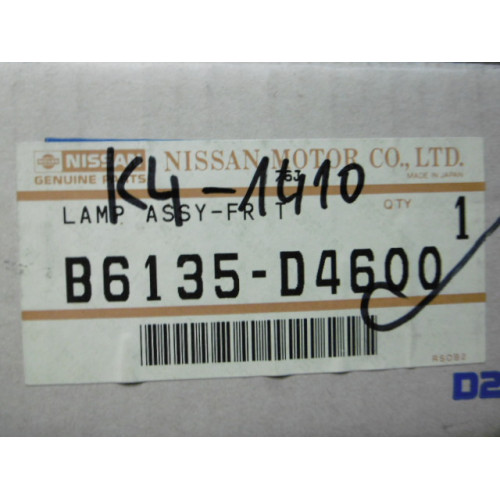 NISSAN NISSAN MOTOR CO., LTD.
GENUINE PARTS MADE IN JAPAN
K4-1410
LAMP ASSY-FR T QTY 1
B6135-D4600
RSDB2
D2